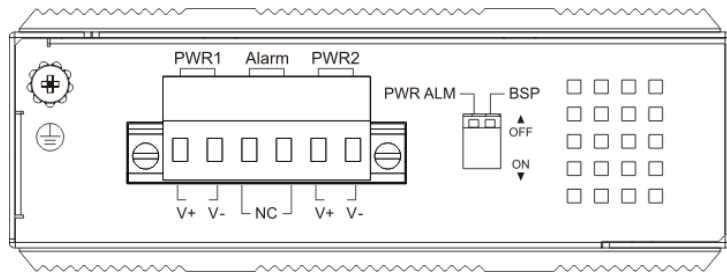 PWR1 Alarm PWR2
PWR ALM BSP
OFF
ON
V+ V- NC V+ V-